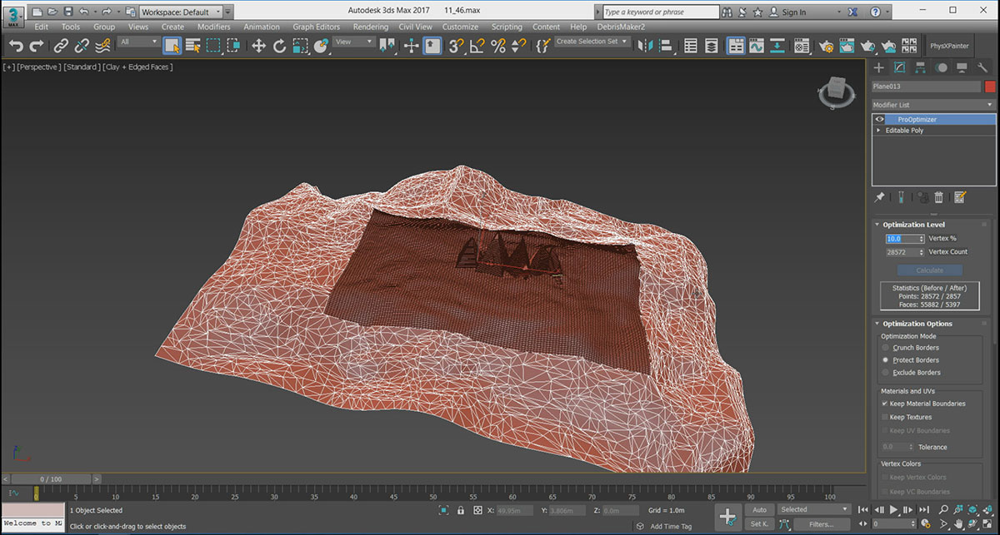 3
MAX
Workspace: Default
Autodesk 3ds Max 2017 11_46.max
Type a keyword or phrase
Sign In
Edit Tools Group Create Modifiers Animation Graph Editors Rendering Civil View Customize Scripting Content Help DebrisMaker2
Views
All
View
Create Selection Set
PhysXPainter
[+] [Perspective ] [Standard ] [Clay + Edged Faces ]
Plane013
Modifier List
ProOptimizer
Editable Poly
Optimization Level
10.0 Vertex %
28572 Vertex Count
Calculate
Statistics (Before / After)
Points: 28572 / 2857
Faces: 55882 / 5397
Optimization Options
Optimization Mode
Crunch Borders
Protect Borders
Exclude Borders
Materials and UVs
Keep Material Boundaries
Keep Textures
Keep UV Boundaries
0.0 Tolerance
Vertex Colors
Keep Vertex Colors
Keep VC Boundaries
0 / 100
0 5 10 15 20 25 30 35 40 45 50 55 60 65 70 75 80 85 90 95 100
1 Object Selected
X: 49.95m Y: 3.806m Z: 0.0m Grid = 1.0m
Auto Selected
Welcome to MA
Click or click-and-drag to select objects
Add Time Tag
Set K. Filters...
0